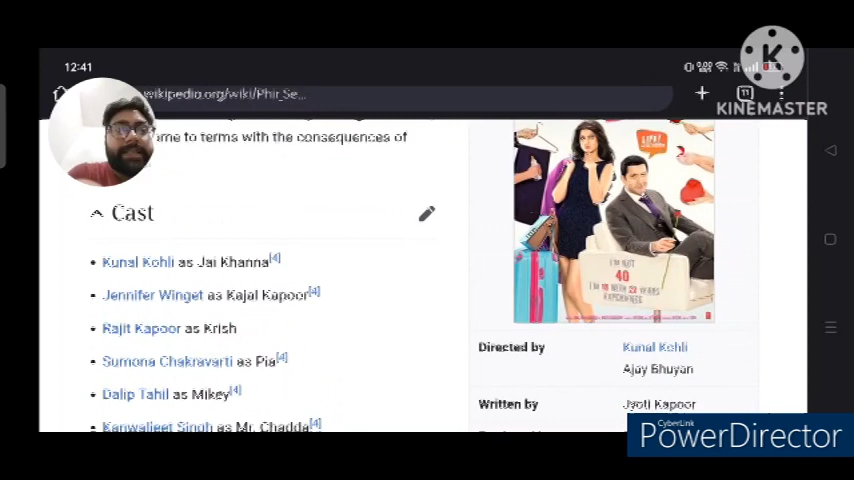 12:41
wikipedia.org/wiki/Phir_Se...
11
KINEMASTER
ome to terms with the consequences of
Cast
Kunal Kohli as Jai Khanna[4]
Jennifer Winget as Kajal Kapoor[4]
Rajit Kapoor as Krish
Sumona Chakravarti as Pia[4]
Dalip Tahil as Mikey[4]
Kanwaljeet Singh as Mr. Chadda[4]
I'M NOT
40
I'M 18 WITH 22 YEARS
EXPERIENCE
Directed by
Kunal Kohli
Ajay Bhuyan
Written by
Jyoti Kapoor
CyberLink
PowerDirector